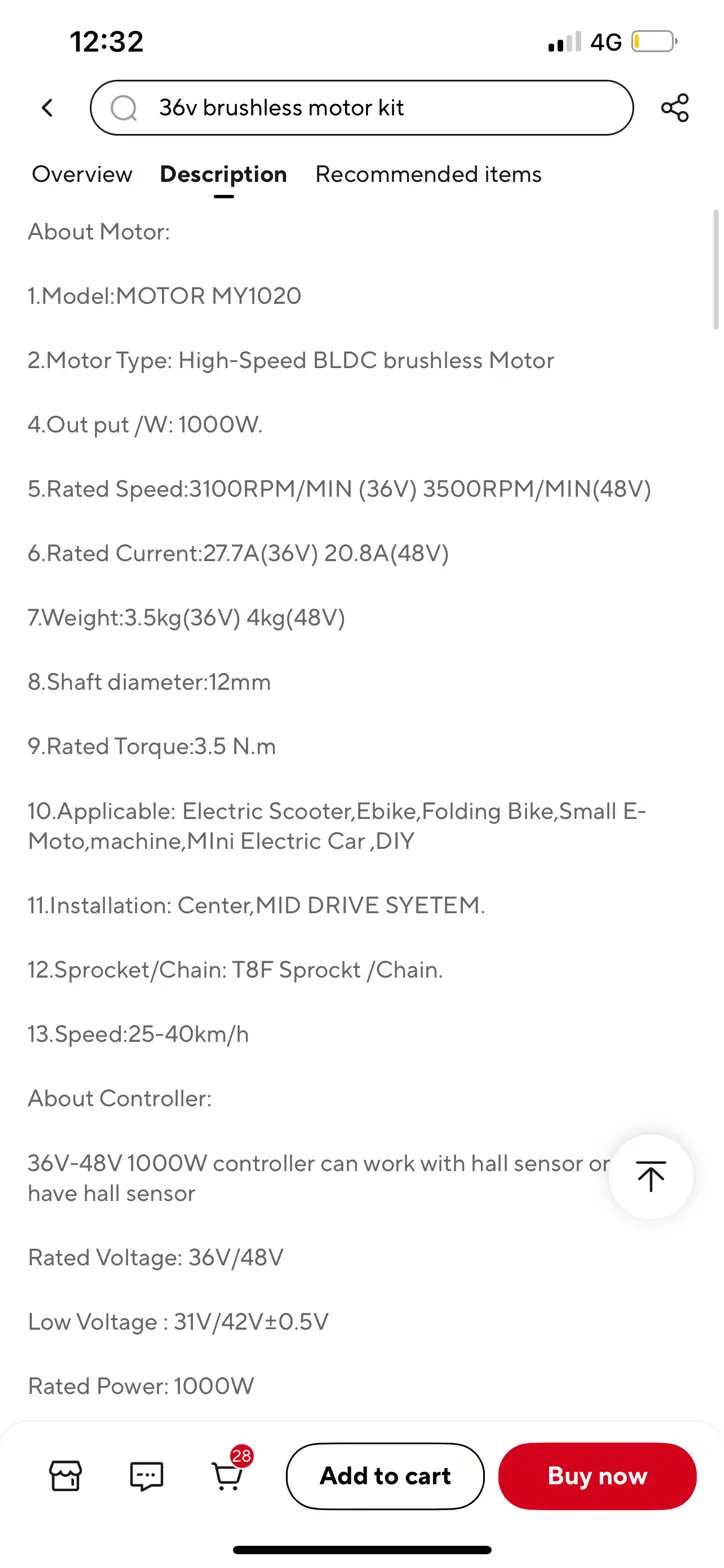 12:32
4G
36v brushless motor kit
Overview Description Recommended items
About Motor:
1.Model:MOTOR MY1020
2.Motor Type: High-Speed BLDC brushless Motor
4.Out put /W: 1000W.
5.Rated Speed:3100RPM/MIN (36V) 3500RPM/MIN(48V)
6.Rated Current:27.7A(36V) 20.8A(48V)
7.Weight:3.5kg(36V) 4kg(48V)
8.Shaft diameter:12mm
9.Rated Torque:3.5 N.m
10.Applicable: Electric Scooter,Ebike,Folding Bike,Small E-
Moto,machine,MIni Electric Car ,DIY
11.Installation: Center,MID DRIVE SYETEM.
12.Sprocket/Chain: T8F Sprockt /Chain.
13.Speed:25-40km/h
About Controller:
36V-48V 1000W controller can work with hall sensor or
have hall sensor
Rated Voltage: 36V/48V
Low Voltage : 31V/42V±0.5V
Rated Power: 1000W
28
Add to cart
Buy now